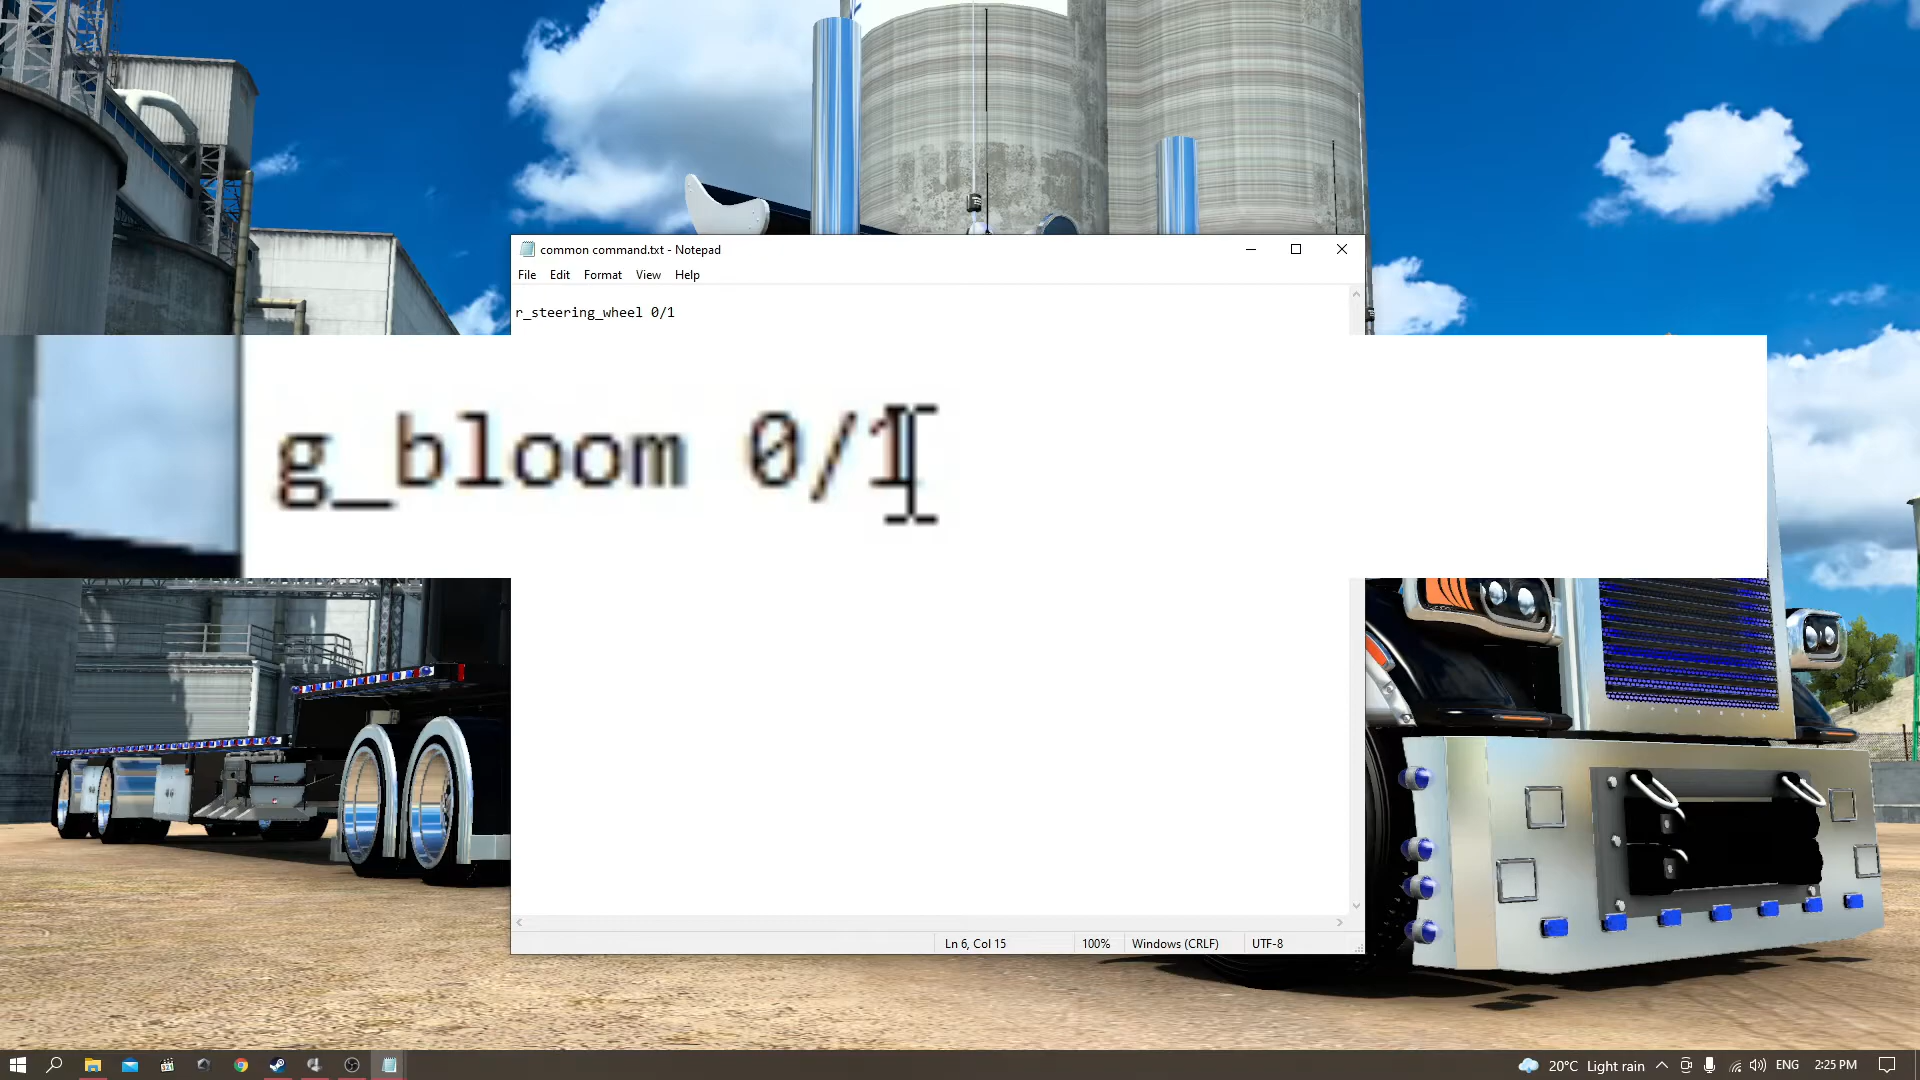 common command.txt - Notepad
File Edit Format View Help
r_steering_wheel 0/1
g_bloom 0/1
Ln 6, Col 15 100% Windows (CRLF) UTF-8
20°C Light rain ENG 2:25 PM